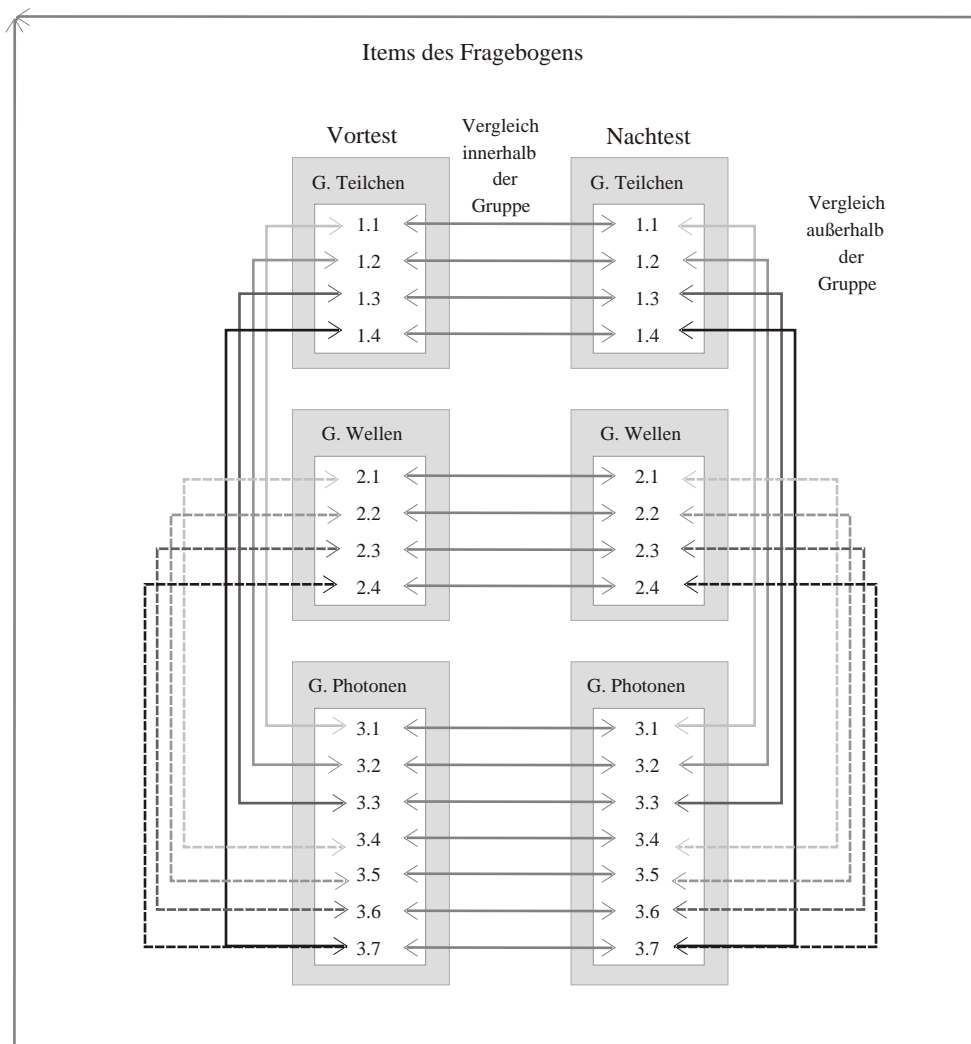 Items des Fragebogens
Vortest
Vergleich
innerhalb
der
Gruppe
Nachtest
G. Teilchen
1.1
1.2
1.3
1.4
G. Teilchen
1.1
1.2
1.3
1.4
Vergleich
außerhalb
der
Gruppe
G. Wellen
2.1
2.2
2.3
2.4
G. Wellen
2.1
2.2
2.3
2.4
G. Photonen
3.1
3.2
3.3
3.4
3.5
3.6
3.7
G. Photonen
3.1
3.2
3.3
3.4
3.5
3.6
3.7